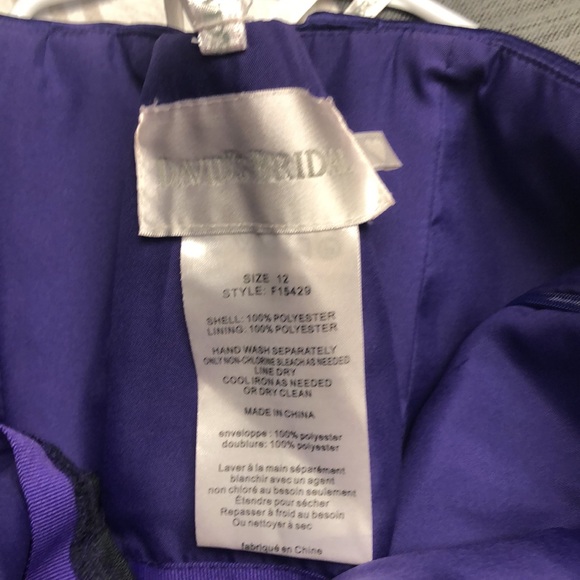 DAVID'S BRIDAL
SIZE 12
STYLE: F15429
SHELL: 100% POLYESTER
LINING: 100% POLYESTER
HAND WASH SEPARATELY
ONLY NON-CHLORINE BLEACH AS NEEDED
LINE DRY
COOL IRON AS NEEDED
OR DRY CLEAN
MADE IN CHINA
enveloppe : 100% polyester
doublure: 100% polyester
Laver à la main séparément
blanchir avec un agent
non chloré au besoin seulement
Étendre pour sécher
Repasser à froid au besoin
Ou nettoyer à sec
fabriqué en Chine